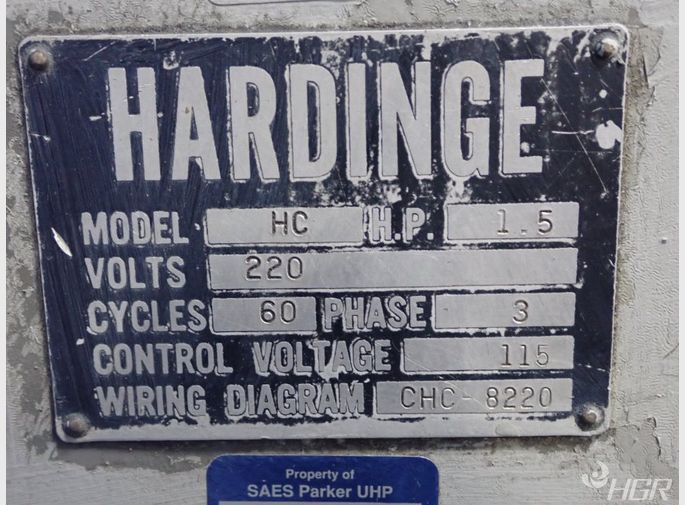 HARDINGE
MODEL HC H.P. 1.5
VOLTS 220
CYCLES 60 PHASE 3
CONTROL VOLTAGE 115
WIRING DIAGRAM CHC-8220
Property of
SAES Parker UHP
HGR